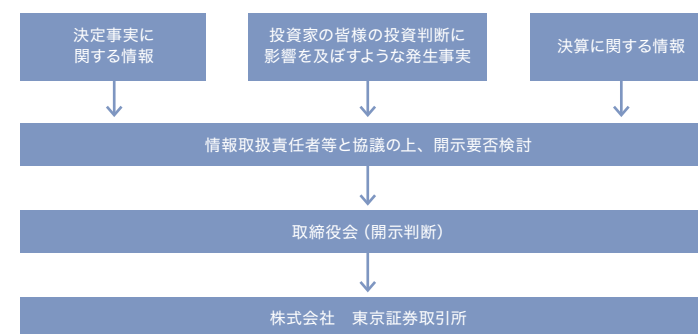 決定事実に
関する情報
投資家の皆様の投資判断に
影響を及ぼすような発生事実
決算に関する情報
情報取扱責任者等と協議の上、開示要否検討
取締役会（開示判断）
株式会社　東京証券取引所